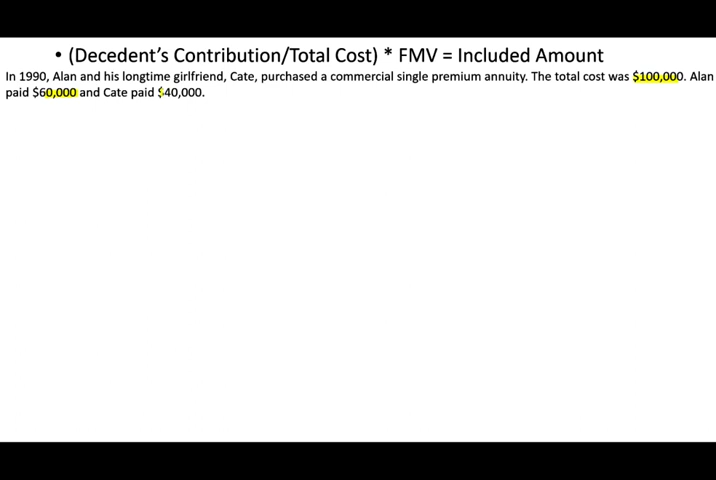 • (Decedent’s Contribution/Total Cost) * FMV = Included Amount
In 1990, Alan and his longtime girlfriend, Cate, purchased a commercial single premium annuity. The total cost was $100,000. Alan
paid $60,000 and Cate paid $40,000.